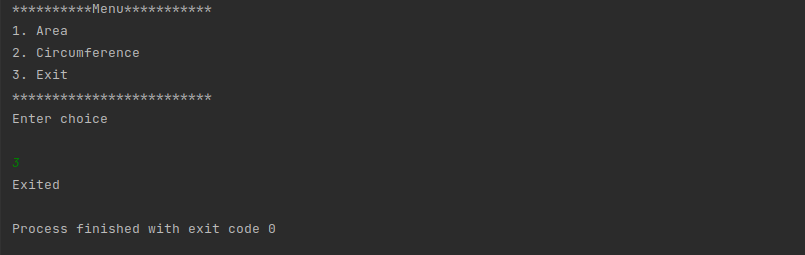 **********Menu***********
1. Area
2. Circumference
3. Exit
*************************
Enter choice
3
Exited
Process finished with exit code 0